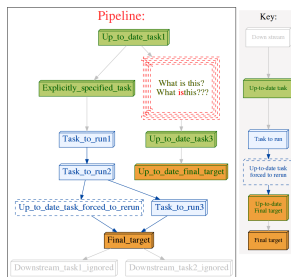 Pipeline:
Key:
Up_to_date_task1
Down stream
What is this?
What isthis???
Explicitly_specified_task
Up-to-date task
Task_to_run1
Up_to_date_task3
Task to run
Task_to_run2
Up_to_date_final_target
Up-to-date task
forced to rerun
Up_to_date_task_forced_to_rerun
Task_to_run3
Up-to-date
Final target
Final_target
Final target
Downstream_task1_ignored
Downstream_task2_ignored